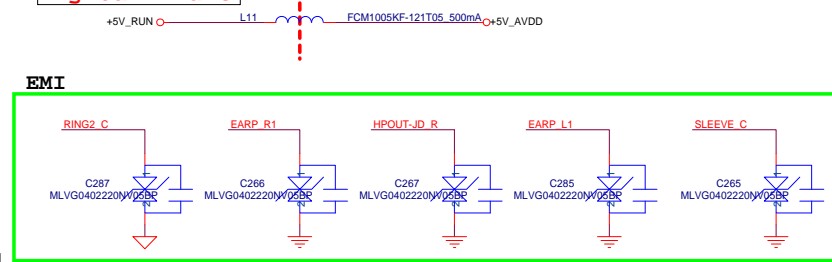 +5V_RUN L11 FCM1005KF-121T05_500mA +5V_AVDD
EMI
RING2_C EARP_R1 HPOUT-JD_R EARP_L1 SLEEVE_C
C287 C266 C267 C285 C265
MLVG0402220NV05BP MLVG0402220NV05BP MLVG0402220NV05BP MLVG0402220NV05BP MLVG0402220NV05BP